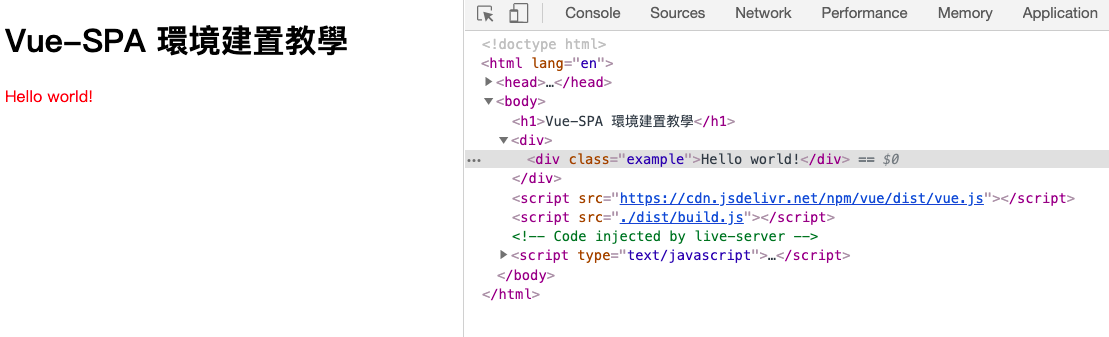 Vue-SPA 環境建置教學
Hello world!
Console Sources Network Performance Memory Application
<!doctype html>
<html lang="en">
<head>…</head>
<body>
<h1>Vue-SPA 環境建置教學</h1>
<div>
<div class="example">Hello world!</div> == $0
</div>
<script src="https://cdn.jsdelivr.net/npm/vue/dist/vue.js"></script>
<script src="./dist/build.js"></script>
<!-- Code injected by live-server -->
<script type="text/javascript">…</script>
</body>
</html>